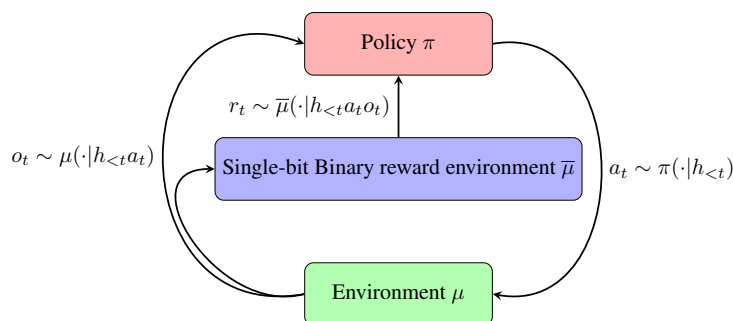 Policy π
r_t ∼ μ̅(·|h_{<t}a_t o_t)
o_t ∼ μ(·|h_{<t}a_t)
Single-bit Binary reward environment μ̅
a_t ∼ π(·|h_{<t})
Environment μ